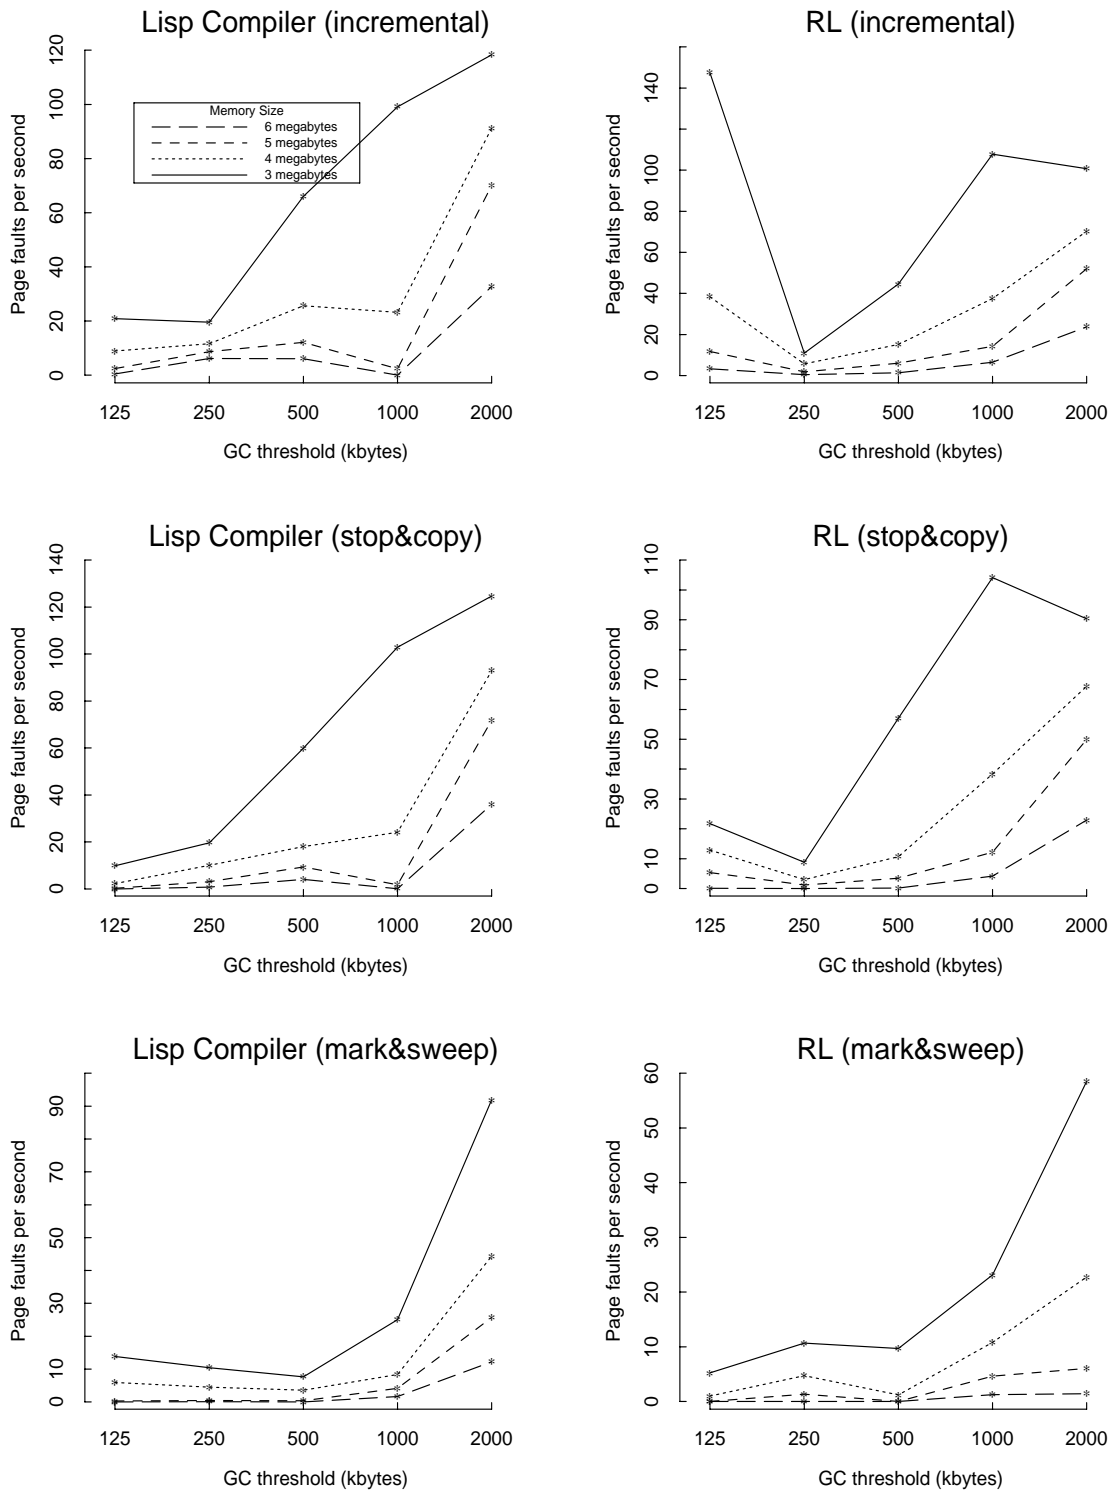 Lisp Compiler (incremental)
Page faults per second
0 20 40 60 80 100 120
Memory Size
6 megabytes
5 megabytes
4 megabytes
3 megabytes
125 250 500 1000 2000
GC threshold (kbytes)
RL (incremental)
Page faults per second
0 20 40 60 80 100 140
125 250 500 1000 2000
GC threshold (kbytes)
Lisp Compiler (stop&copy)
Page faults per second
0 20 40 60 80 100 120 140
125 250 500 1000 2000
GC threshold (kbytes)
RL (stop&copy)
Page faults per second
0 10 30 50 70 90 110
125 250 500 1000 2000
GC threshold (kbytes)
Lisp Compiler (mark&sweep)
Page faults per second
0 10 30 50 70 90
125 250 500 1000 2000
GC threshold (kbytes)
RL (mark&sweep)
Page faults per second
0 10 20 30 40 50 60
125 250 500 1000 2000
GC threshold (kbytes)